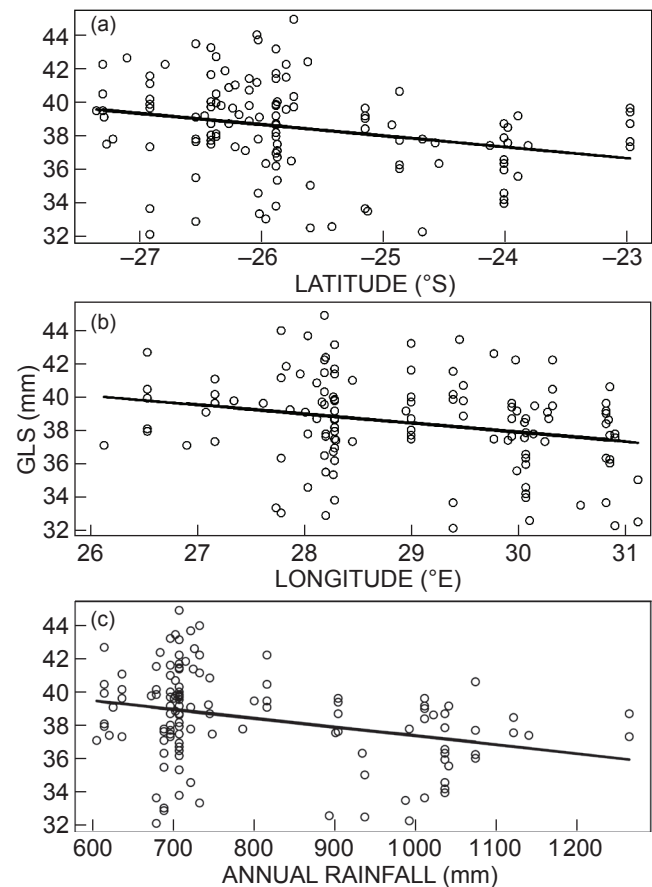 (a)
44
42
40
38
36
34
32
–27 –26 –25 –24 –23
LATITUDE (°S)
(b)
44
42
40
38
36
34
32
GLS (mm)
26 27 28 29 30 31
LONGITUDE (°E)
(c)
44
42
40
38
36
34
32
600 700 800 900 1000 1100 1200
ANNUAL RAINFALL (mm)